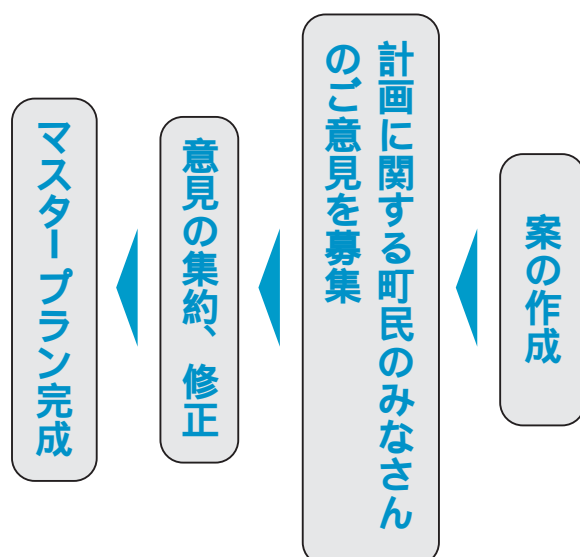 案の作成
計画に関する町民のみなさん
のご意見を募集
意見の集約、修正
マスタープラン完成